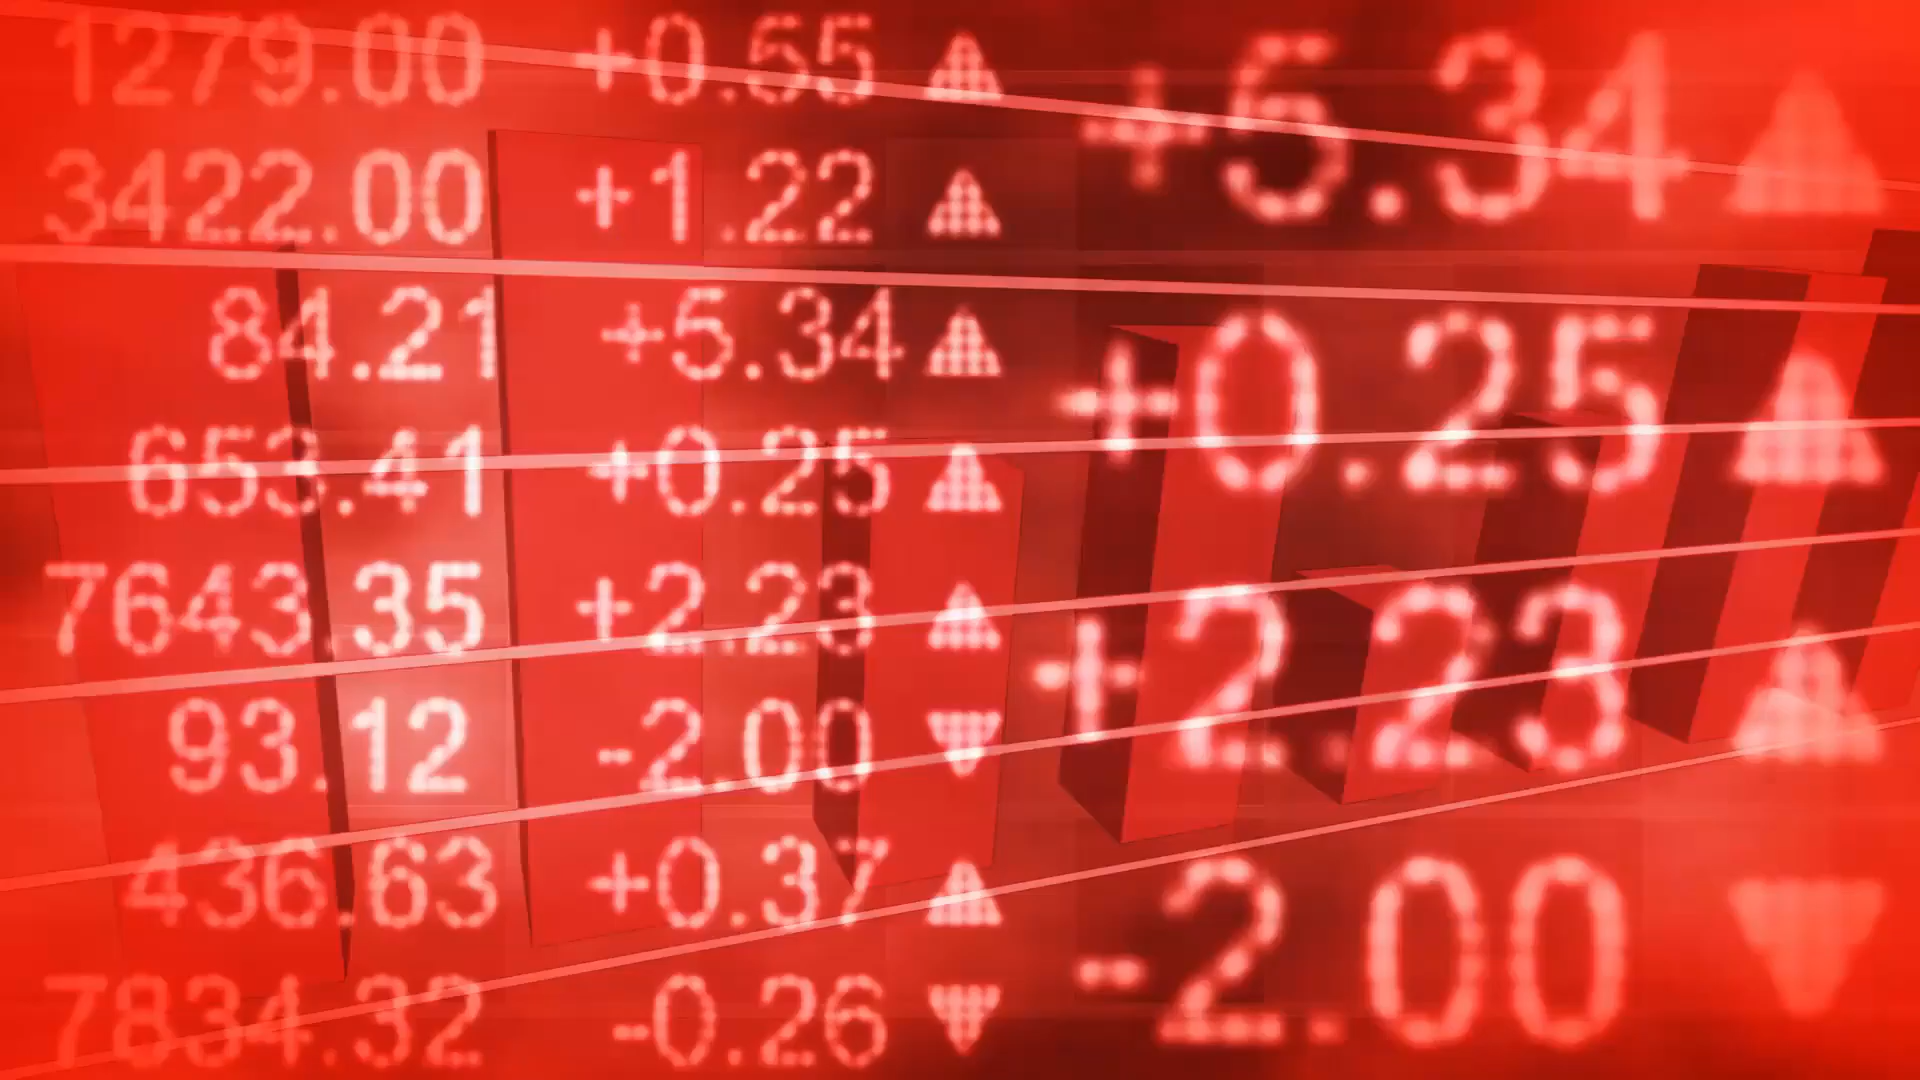 1279.00 +0.55 ▲
3422.00 +1.22 ▲
84.21 +5.34 ▲
653.41 +0.25 ▲
7643.35 +2.23 ▲
93.12 -2.00 ▼
436.63 +0.37 ▲
7834.32 -0.26 ▼
+5.34 ▲
+0.25 ▲
+2.23 ▲
-2.00 ▼